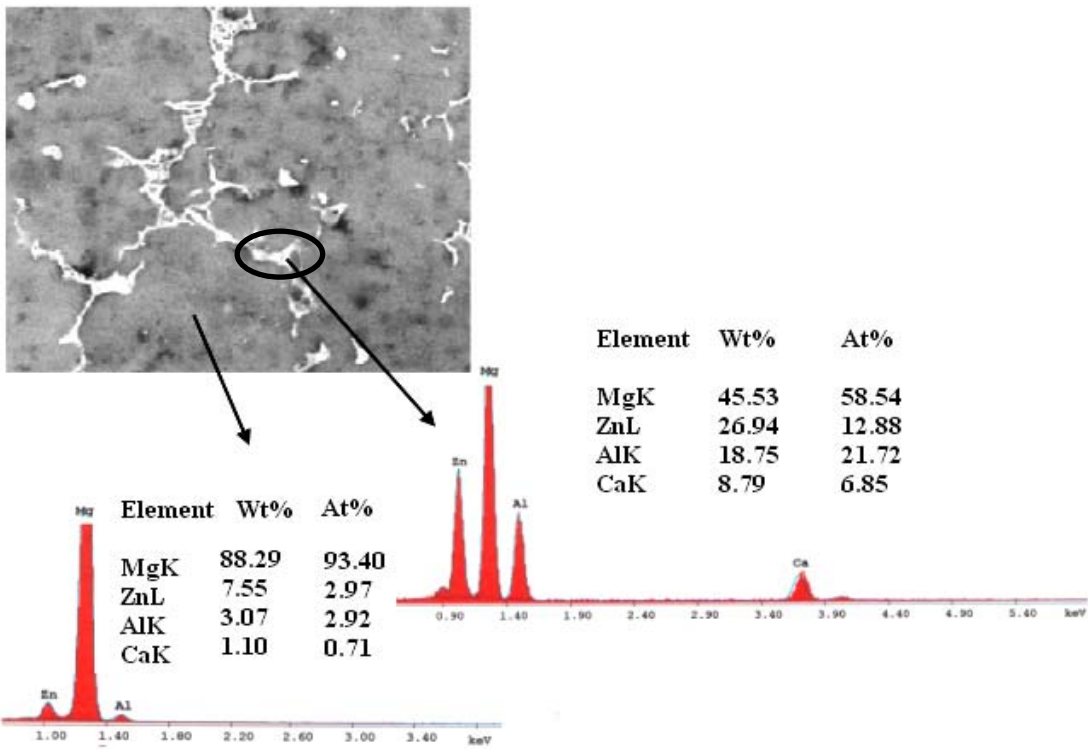 Element Wt% At%
MgK 45.53 58.54
ZnL 26.94 12.88
AlK 18.75 21.72
CaK 8.79 6.85
Mg
Zn
Al
Ca
0.90 1.40 1.90 2.40 2.90 3.40 3.90 4.40 4.90 5.40 keV
Element Wt% At%
MgK 88.29 93.40
ZnL 7.55 2.97
AlK 3.07 2.92
CaK 1.10 0.71
Mg
Zn
Al
1.00 1.40 1.80 2.20 2.60 3.00 3.40 keV